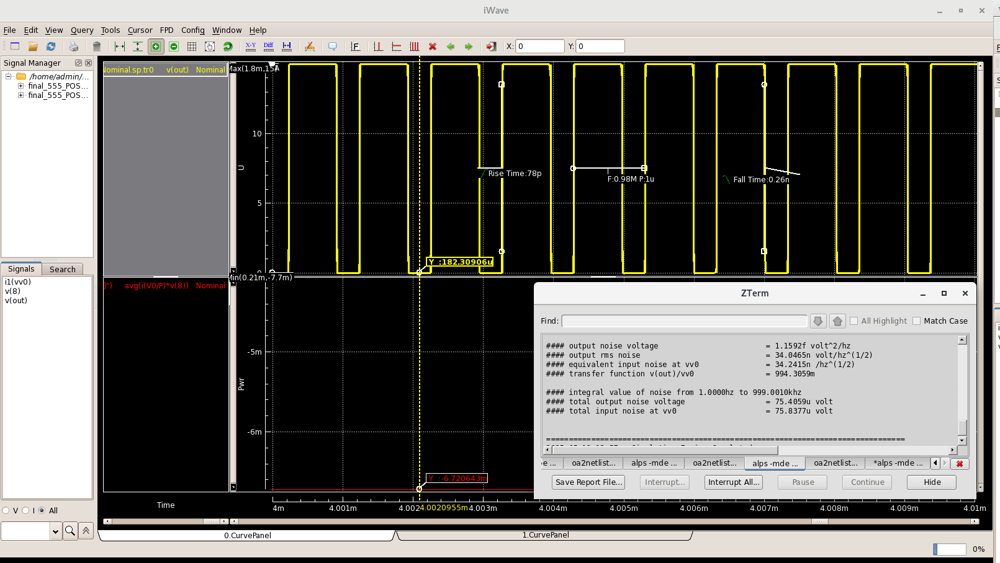 iWave
File Edit View Query Tools Cursor FPD Config Window Help
X: 0 Y: 0
Signal Manager
/home/admin/...
final_555_POS...
final_555_POS...
Signals Search
i1(vv0)
v(8)
v(out)
V I All
Nominal.sp.tr0 v(out) Nominal
Max(1.8m,15)
10
U
5
0
Rise Time:78p
F:0.98M P:1u
Fall Time:0.26n
Y :182.30906u
Min(0.21m,-7.7m)
]") avg(i(V0/P)*v(8)) Nominal
-5m
Pwr
-6m
Y :-6.720643m
Time
4m 4.001m 4.002 4.0020955m 4.003m 4.004m 4.005m 4.006m 4.007m 4.008m 4.009m 4.01m
0.CurvePanel 1.CurvePanel
0%
ZTerm
Find: All Highlight Match Case
#### output noise voltage = 1.1592f volt^2/hz
#### output rms noise = 34.0465n volt/hz^(1/2)
#### equivalent input noise at vv0 = 34.2415n /hz^(1/2)
#### transfer function v(out)/vv0 = 994.3059m
#### integral value of noise from 1.0000hz to 999.0010khz
#### total output noise voltage = 75.4059u volt
#### total input noise at vv0 = 75.8377u volt
================================================================================
e ... oa2netlist... alps -mde ... oa2netlist... alps -mde ... oa2netlist... *alps -mde ...
Save Report File... Interrupt... Interrupt All... Pause Continue Hide